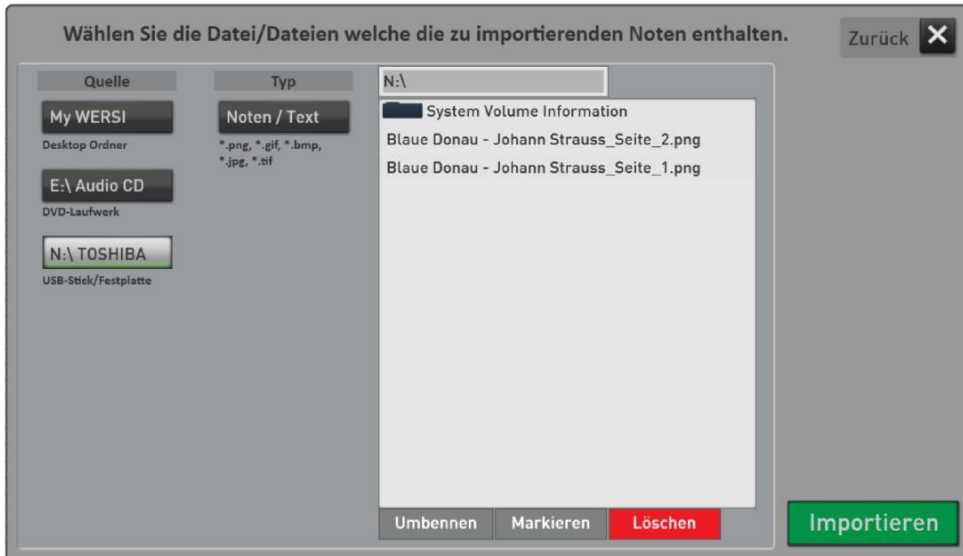 Wählen Sie die Datei/Dateien welche die zu importierenden Noten enthalten.
Zurück
Quelle
My WERSI
Desktop Ordner
E:\ Audio CD
DVD-Laufwerk
N:\ TOSHIBA
USB-Stick/Festplatte
Typ
Noten / Text
*.png, *.gif, *.bmp,
*.jpg, *.tif
N:\
System Volume Information
Blaue Donau - Johann Strauss_Seite_2.png
Blaue Donau - Johann Strauss_Seite_1.png
Umbennen
Markieren
Löschen
Importieren